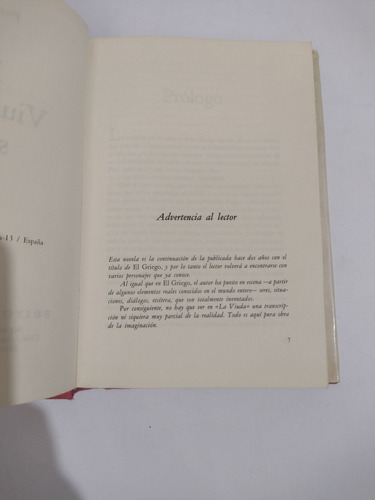 Viu
s
-13 / España
Prólogo
Advertencia al lector
Esta novela es la continuación de la publicada hace dos años con el
título de El Griego, y por lo tanto el lector volverá a encontrarse con
varios personajes que ya conoce.
Al igual que en El Griego, el autor ha puesto en escena —a partir
de algunos elementos reales conocidos en el mundo entero— seres, situa-
ciones, diálogos, etcétera, que son totalmente inventados.
Por consiguiente, no hay que ver en «La Viuda» una transcripción
ni siquiera muy parcial de la realidad. Todo es aquí pura obra
de la imaginación.
7